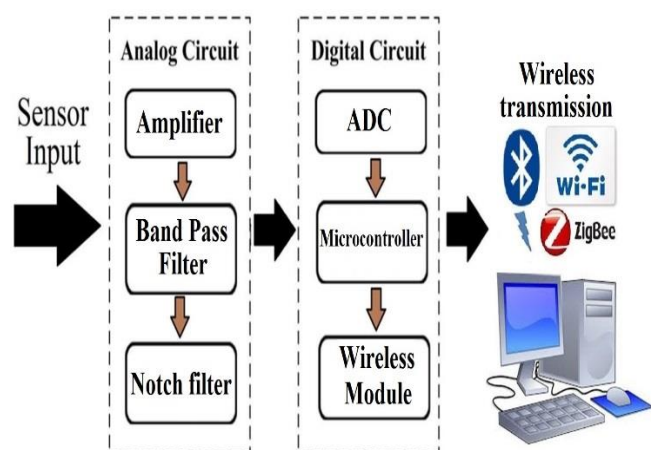 Sensor
Input
Analog Circuit
Amplifier
Band Pass
Filter
Notch filter
Digital Circuit
ADC
Microcontroller
Wireless
Module
Wireless
transmission
Wi-Fi
ZigBee